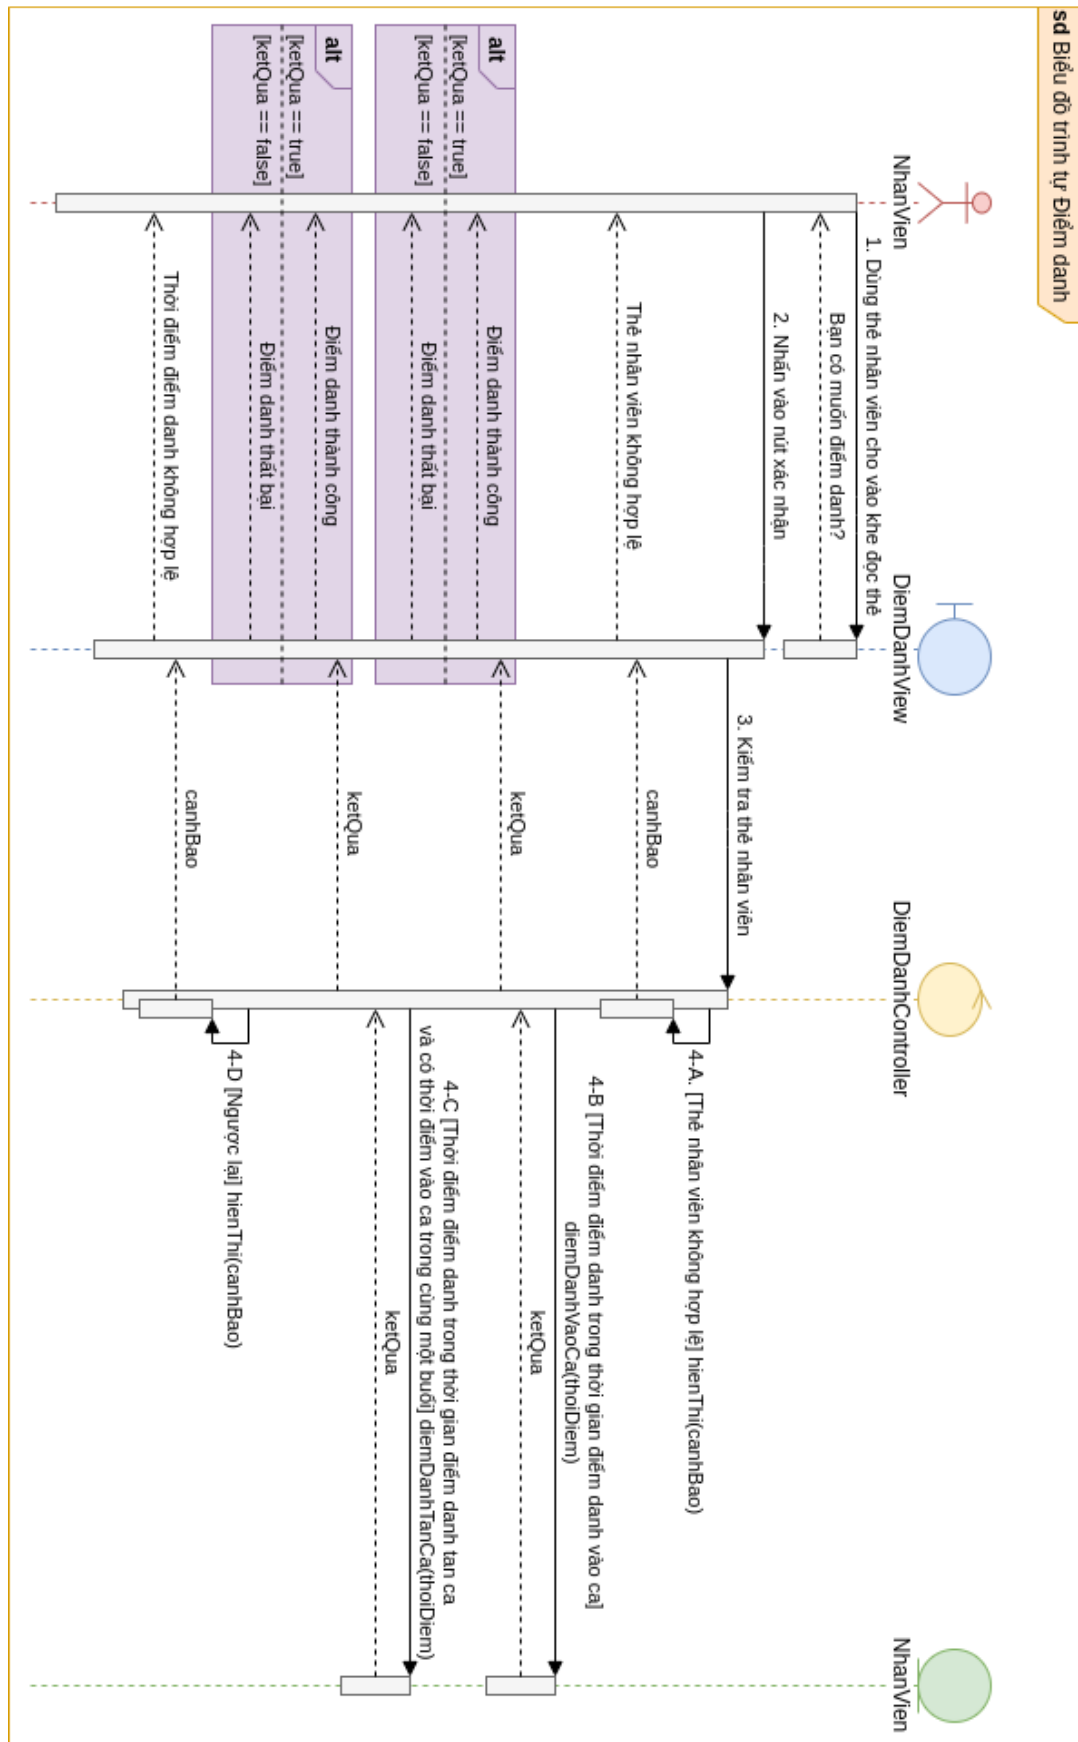 sd Biểu đồ trình tự Điểm danh
NhanVien
DiemDanhView
DiemDanhController
NhanVien
1. Dùng thẻ nhân viên cho vào khe đọc thẻ
Bạn có muốn điểm danh?
2. Nhấn vào nút xác nhận
3. Kiểm tra thẻ nhân viên
4-A. [Thẻ nhân viên không hợp lệ] hienThi(canhBao)
canhBao
Thẻ nhân viên không hợp lệ
4-B [Thời điểm điểm danh trong thời gian điểm danh vào ca]
diemDanhVaoCa(thoiDiem)
ketQua
ketQua
alt
[ketQua == true]
Điểm danh thành công
[ketQua == false]
Điểm danh thất bại
4-C [Thời điểm điểm danh trong thời gian điểm danh tan ca
và có thời điểm vào ca trong cùng một buổi] diemDanhTanCa(thoiDiem)
ketQua
ketQua
alt
[ketQua == true]
Điểm danh thành công
[ketQua == false]
Điểm danh thất bại
4-D [Ngược lại] hienThi(canhBao)
canhBao
Thời điểm điểm danh không hợp lệ